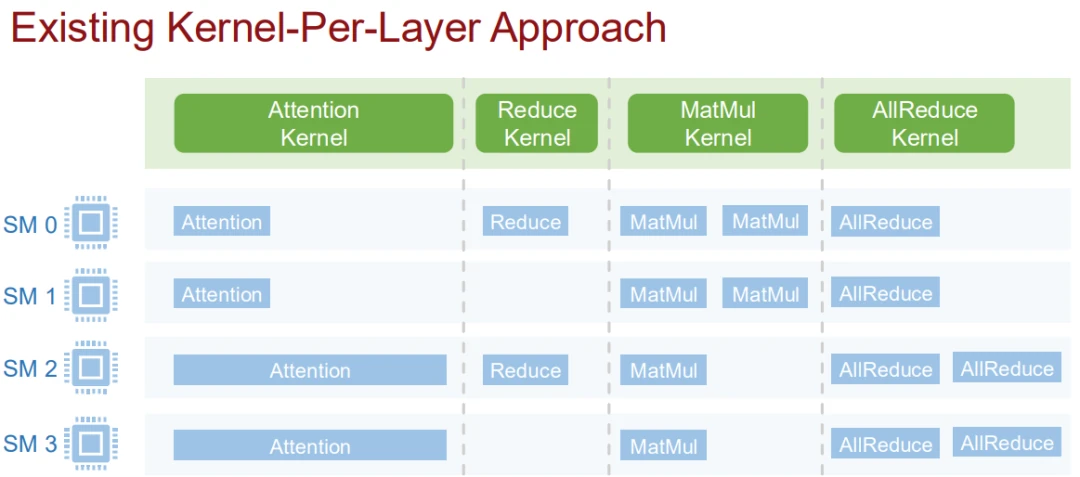 Existing Kernel-Per-Layer Approach
Attention
Kernel
Reduce
Kernel
MatMul
Kernel
AllReduce
Kernel
SM 0
Attention
Reduce
MatMul
MatMul
AllReduce
SM 1
Attention
MatMul
MatMul
AllReduce
SM 2
Attention
Reduce
MatMul
AllReduce
AllReduce
SM 3
Attention
MatMul
AllReduce
AllReduce